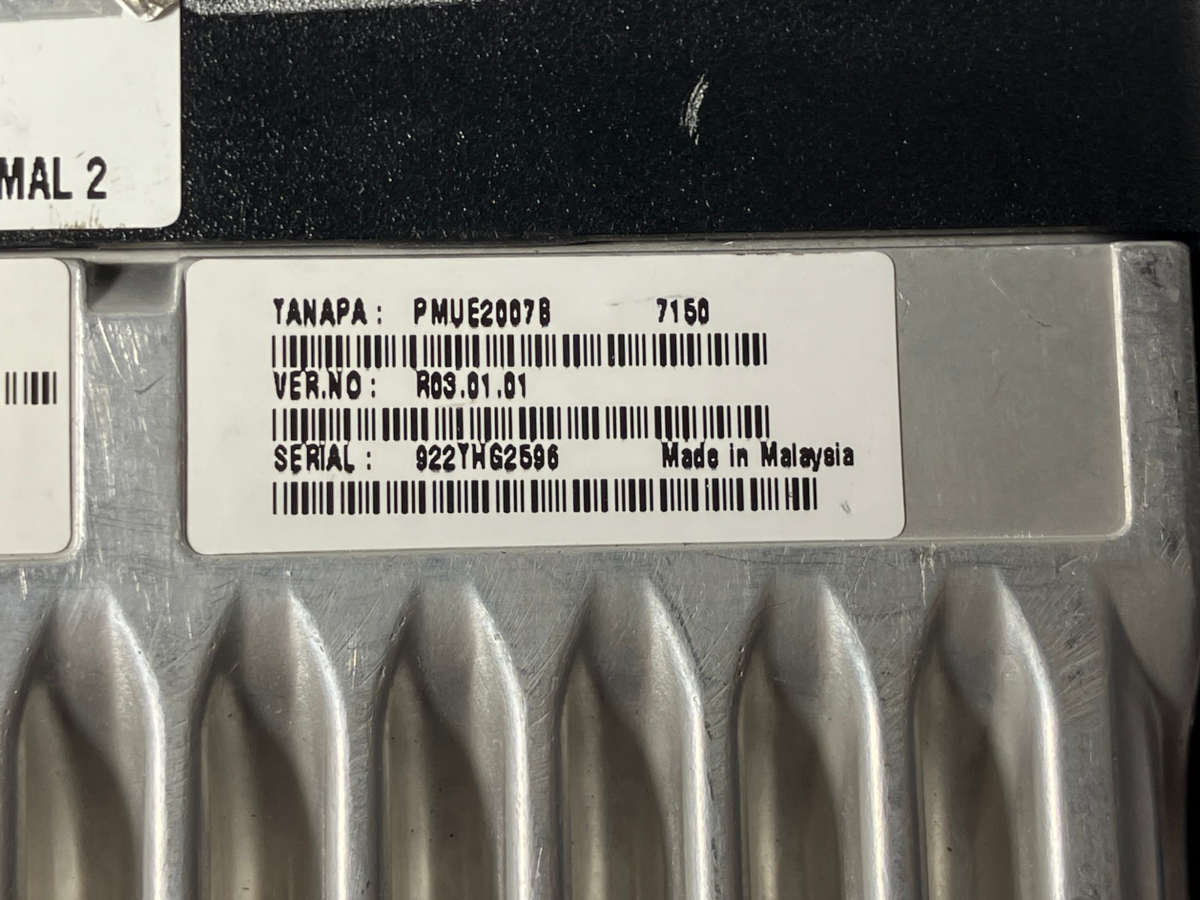 MAL 2
TANAPA: PMUE2007B 7150
VER.NO: R03.01.01
SERIAL: 922THG2596 Made in Malaysia